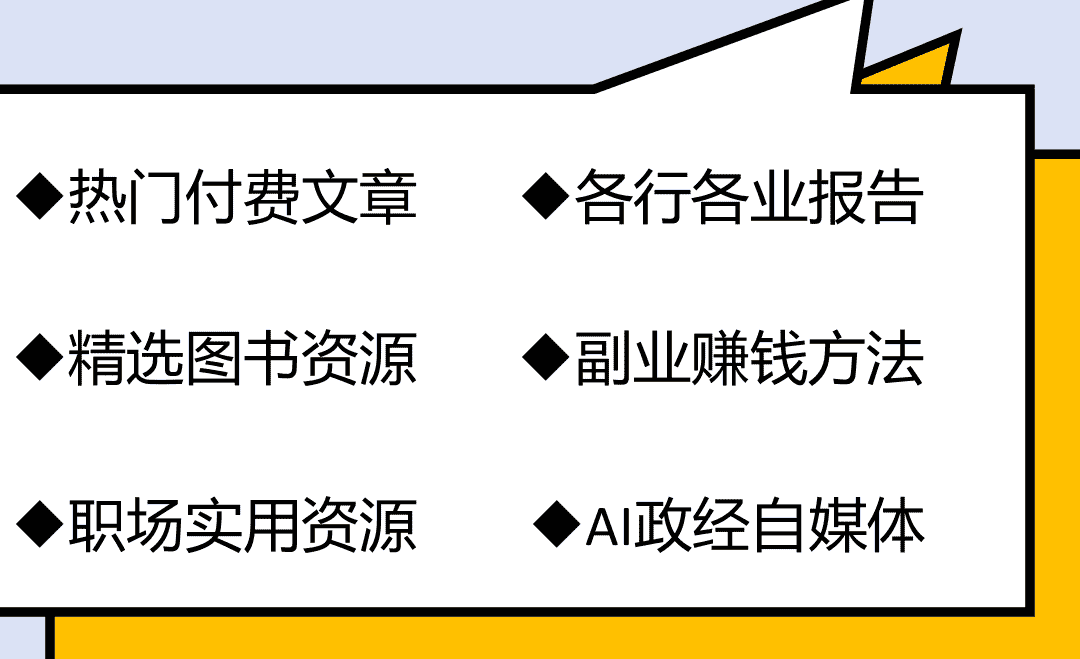 ◆热门付费文章 ◆各行各业报告
◆精选图书资源 ◆副业赚钱方法
◆职场实用资源 ◆AI政经自媒体